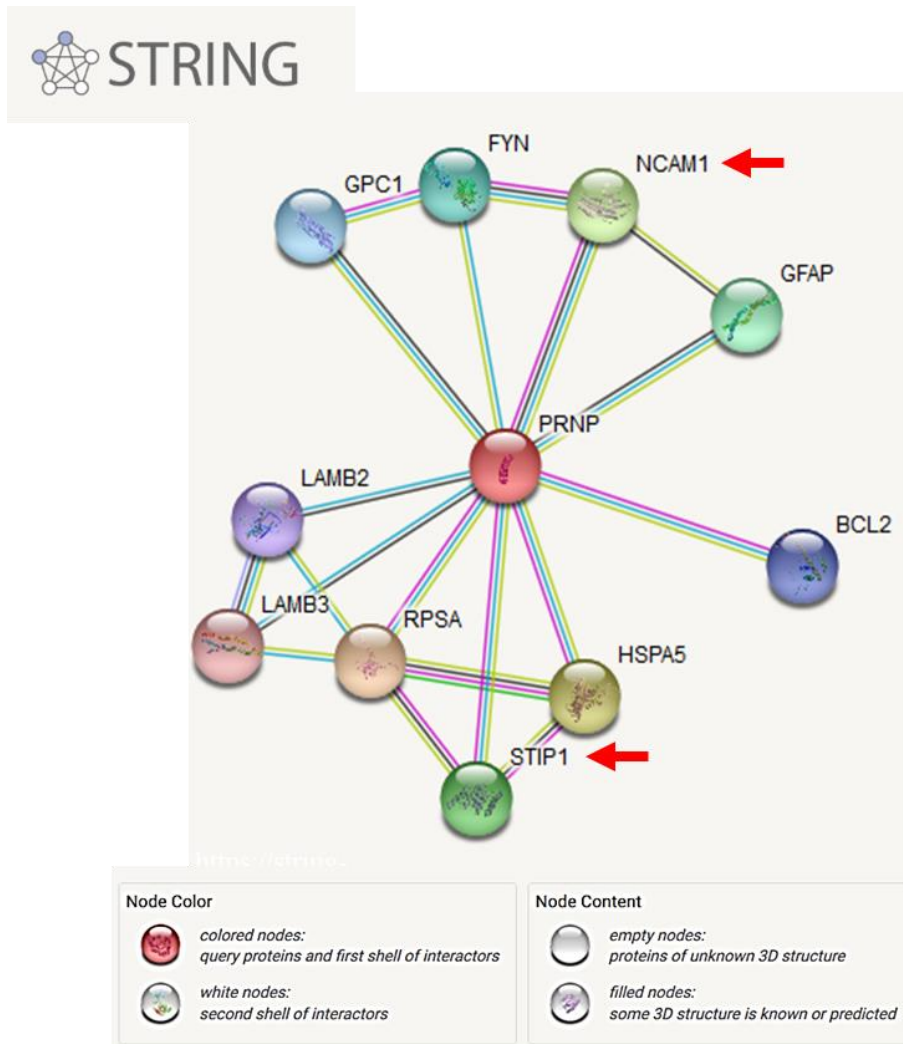 STRING
FYN
NCAM1
GPC1
GFAP
PRNP
LAMB2
BCL2
LAMB3
RPSA
HSPA5
STIP1
https://string-
Node Color
colored nodes:
query proteins and first shell of interactors
white nodes:
second shell of interactors
Node Content
empty nodes:
proteins of unknown 3D structure
filled nodes:
some 3D structure is known or predicted